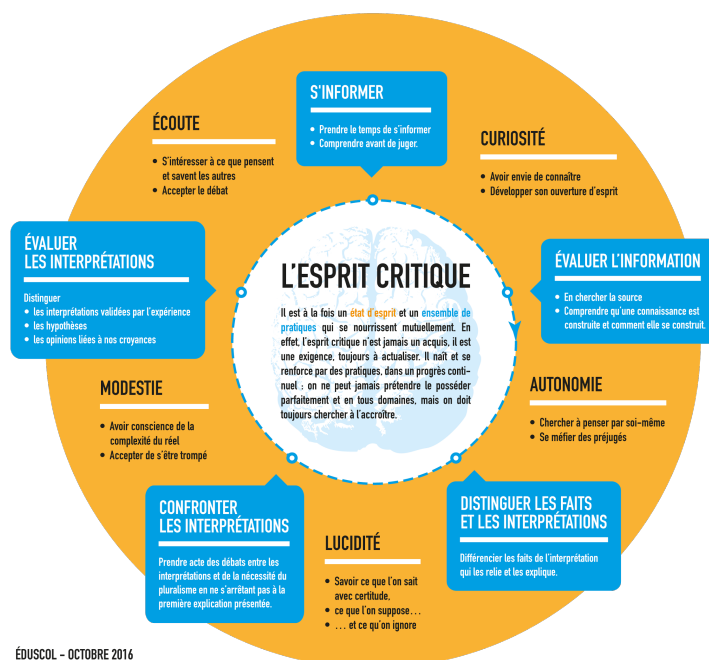 S'INFORMER
• Prendre le temps de s'informer
• Comprendre avant de juger.
ÉCOUTE
• S'intéresser à ce que pensent
et savent les autres
• Accepter le débat
CURIOSITÉ
• Avoir envie de connaître
• Développer son ouverture d'esprit
ÉVALUER
LES INTERPRÉTATIONS
Distinguer
• les interprétations validées par l'expérience
• les hypothèses
• les opinions liées à nos croyances
L'ESPRIT CRITIQUE
Il est à la fois un état d'esprit et un ensemble de
pratiques qui se nourrissent mutuellement. En
effet, l'esprit critique n'est jamais un acquis, il est
une exigence, toujours à actualiser. Il naît et se
renforce par des pratiques, dans un progrès conti-
nuel : on ne peut jamais prétendre le posséder
parfaitement et en tous domaines, mais on doit
toujours chercher à l'accroître.
ÉVALUER L'INFORMATION
• En chercher la source
• Comprendre qu'une connaissance est
construite et comment elle se construit.
MODESTIE
• Avoir conscience de la
complexité du réel
• Accepter de s'être trompé
AUTONOMIE
• Chercher à penser par soi-même
• Se méfier des préjugés
CONFRONTER
LES INTERPRÉTATIONS
Prendre acte des débats entre les
interprétations et de la nécessité du
pluralisme en ne s'arrêtant pas à la
première explication présentée.
LUCIDITÉ
• Savoir ce que l'on sait
avec certitude,
• ce que l'on suppose…
• … et ce qu'on ignore
DISTINGUER LES FAITS
ET LES INTERPRÉTATIONS
Différencier les faits de l'interprétation
qui les relie et les explique.
ÉDUSCOL - OCTOBRE 2016